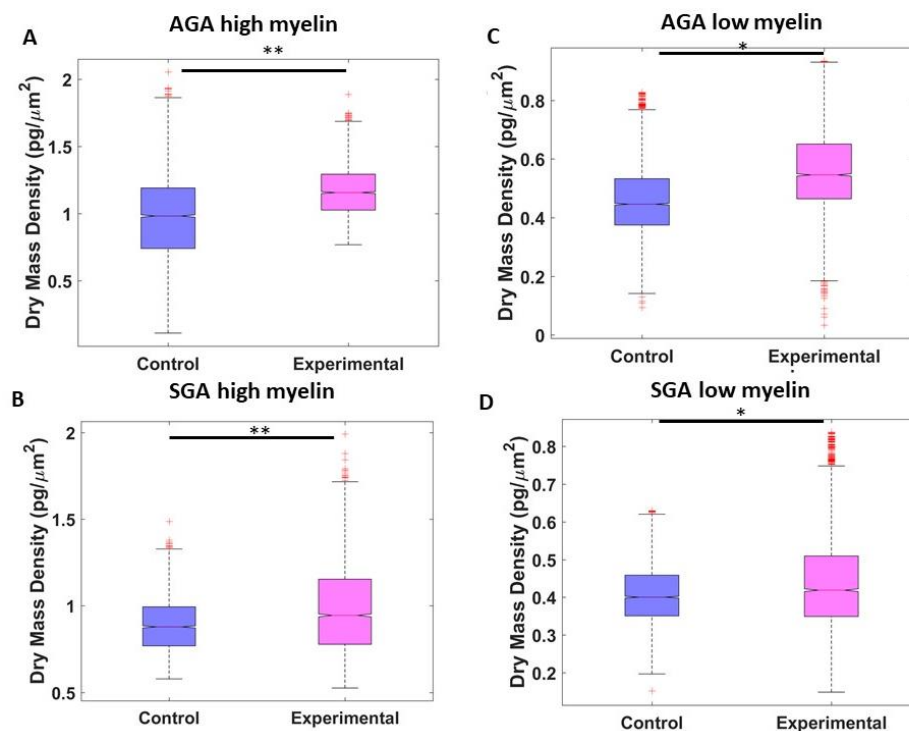 A
AGA high myelin
**
Dry Mass Density (pg/μm²)
2
1.5
1
0.5
Control
Experimental
C
AGA low myelin
*
Dry Mass Density (pg/μm²)
0.8
0.6
0.4
0.2
0
Control
Experimental
B
SGA high myelin
**
Dry Mass Density (pg/μm²)
2
1.5
1
0.5
Control
Experimental
D
SGA low myelin
*
Dry Mass Density (pg/μm²)
0.8
0.7
0.6
0.5
0.4
0.3
0.2
Control
Experimental